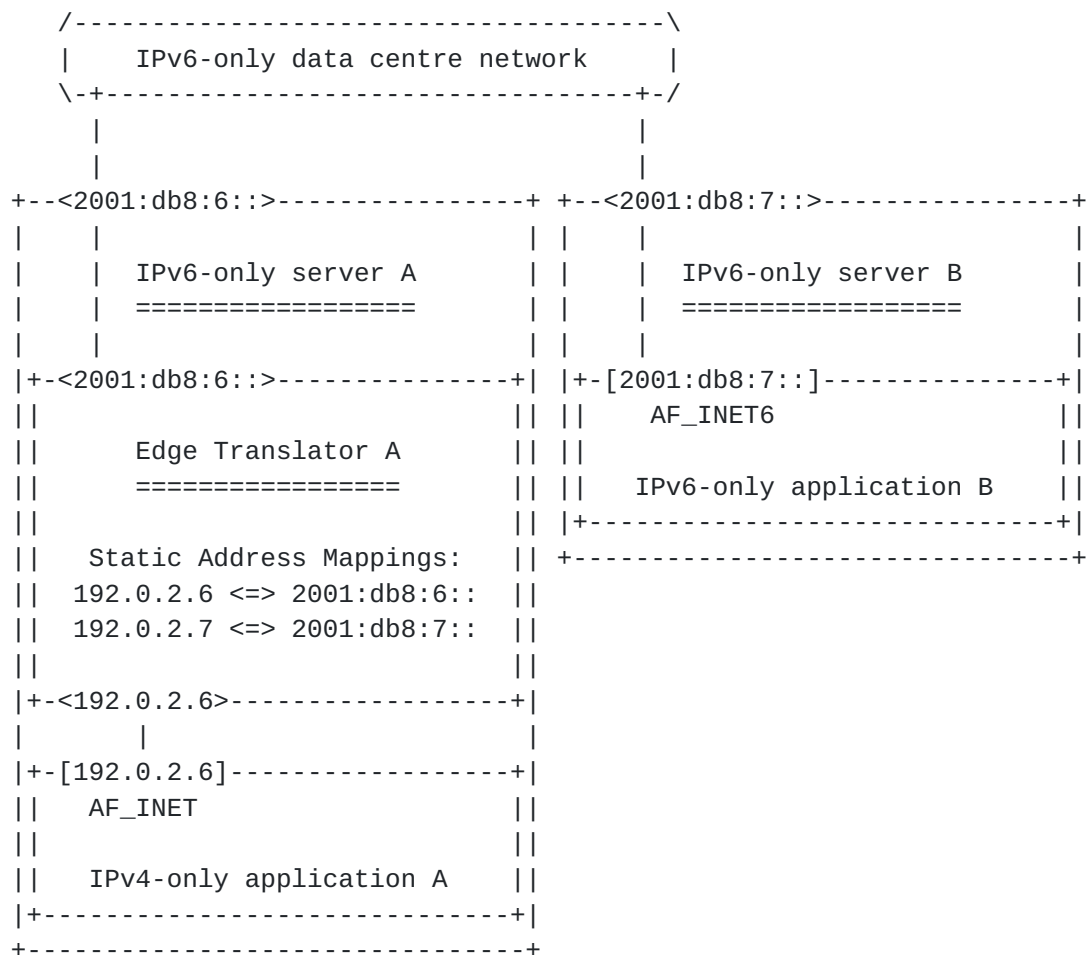 IPv6-only data centre network
<2001:db8:6::> <2001:db8:7::>
IPv6-only server A IPv6-only server B
================== ==================
<2001:db8:6::> [2001:db8:7::]
AF_INET6
Edge Translator A
================= IPv6-only application B
Static Address Mappings:
192.0.2.6 <=> 2001:db8:6::
192.0.2.7 <=> 2001:db8:7::
<192.0.2.6>
[192.0.2.6]
AF_INET
IPv4-only application A